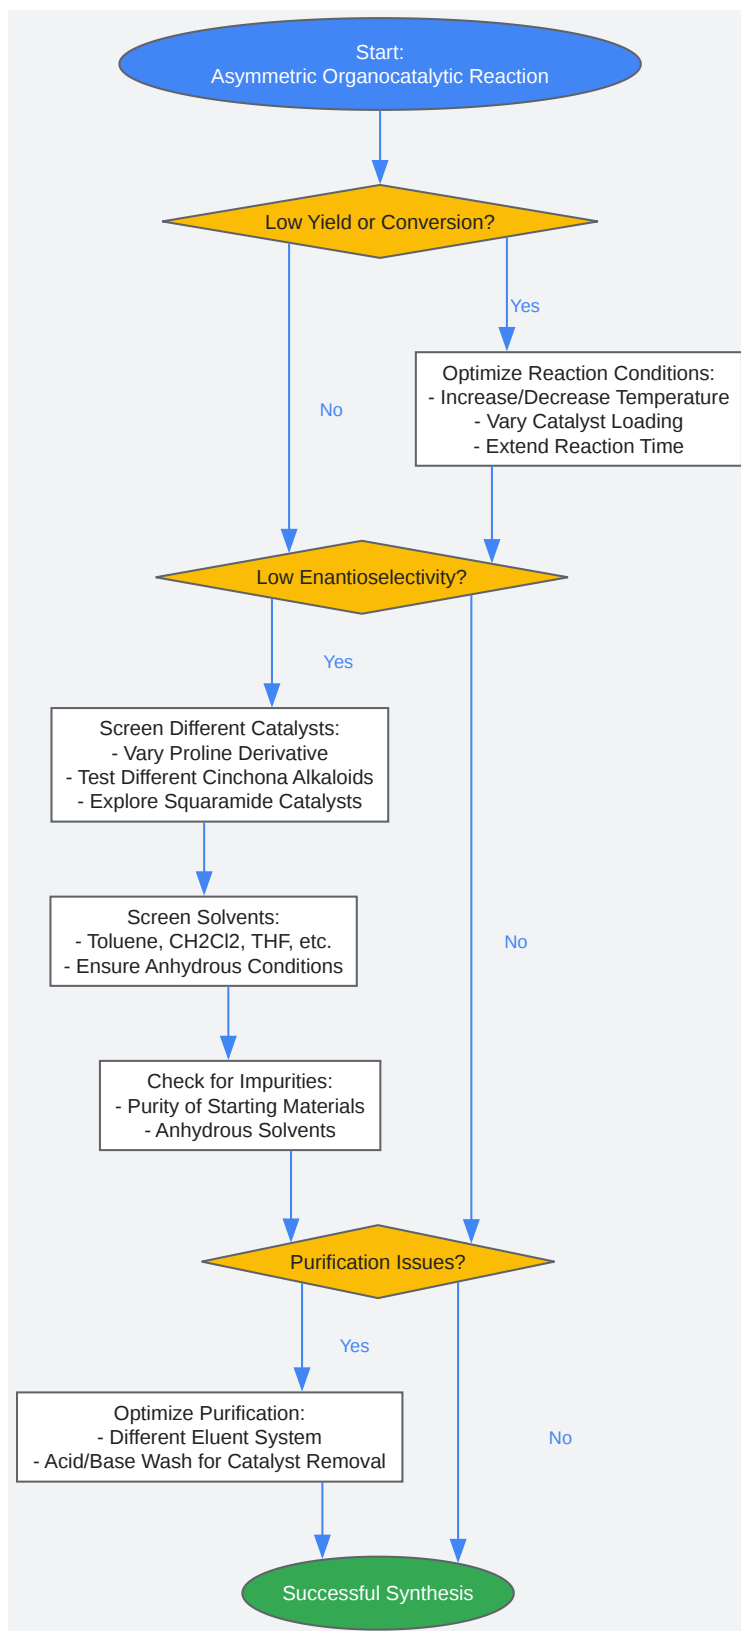 Start:
Asymmetric Organocatalytic Reaction
Low Yield or Conversion?
Yes
Optimize Reaction Conditions:
- Increase/Decrease Temperature
- Vary Catalyst Loading
- Extend Reaction Time
No
Low Enantioselectivity?
Yes
Screen Different Catalysts:
- Vary Proline Derivative
- Test Different Cinchona Alkaloids
- Explore Squaramide Catalysts
Screen Solvents:
- Toluene, CH2Cl2, THF, etc.
- Ensure Anhydrous Conditions
No
Check for Impurities:
- Purity of Starting Materials
- Anhydrous Solvents
Purification Issues?
Yes
Optimize Purification:
- Different Eluent System
- Acid/Base Wash for Catalyst Removal
No
Successful Synthesis